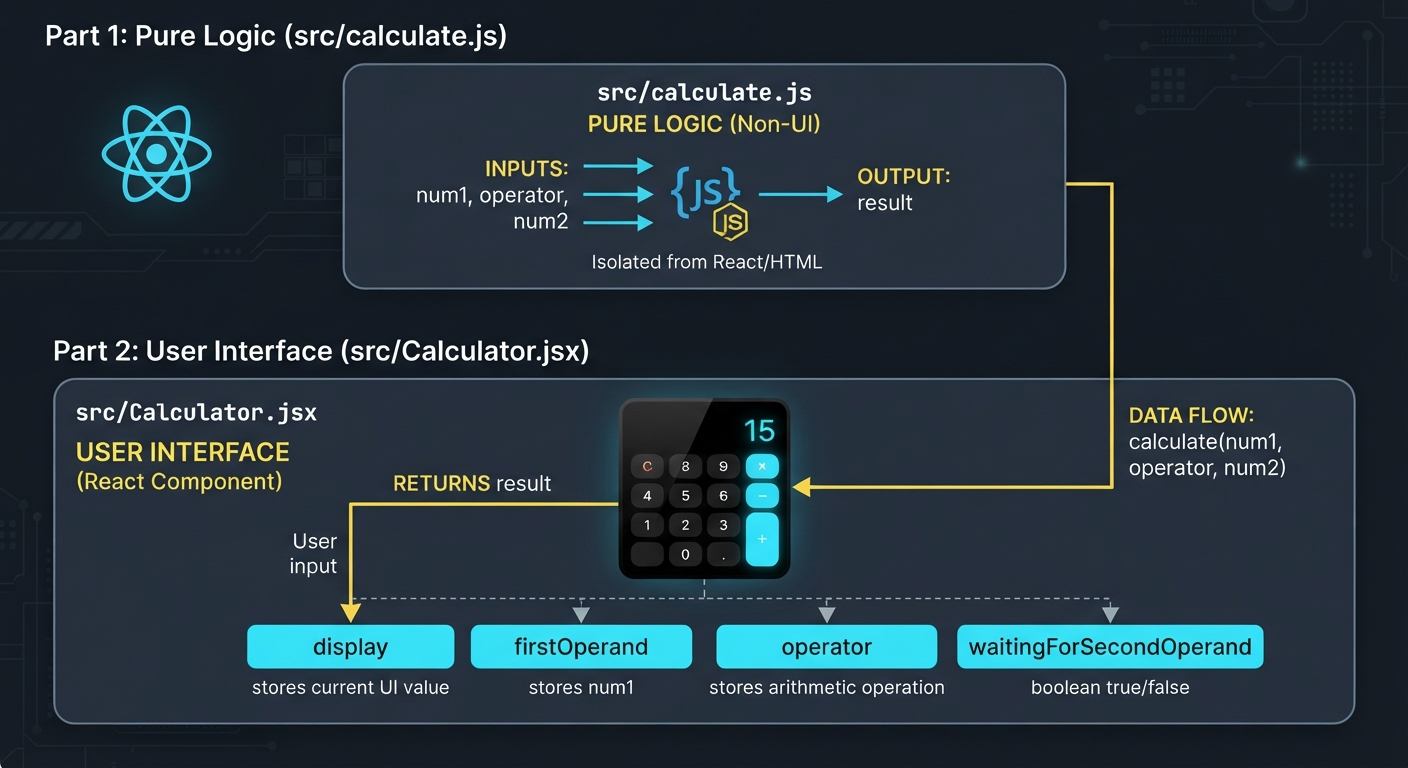 Part 1: Pure Logic (src/calculate.js)
src/calculate.js
PURE LOGIC (Non-UI)
INPUTS:
num1, operator,
num2
{JS}
JS
OUTPUT:
result
Isolated from React/HTML
Part 2: User Interface (src/Calculator.jsx)
src/Calculator.jsx
USER INTERFACE
(React Component)
RETURNS result
User
input
15
C 8 9 ×
4 5 6 −
1 2 3 +
0 .
DATA FLOW:
calculate(num1,
operator, num2)
display
stores current UI value
firstOperand
stores num1
operator
stores arithmetic operation
waitingForSecondOperand
boolean true/false